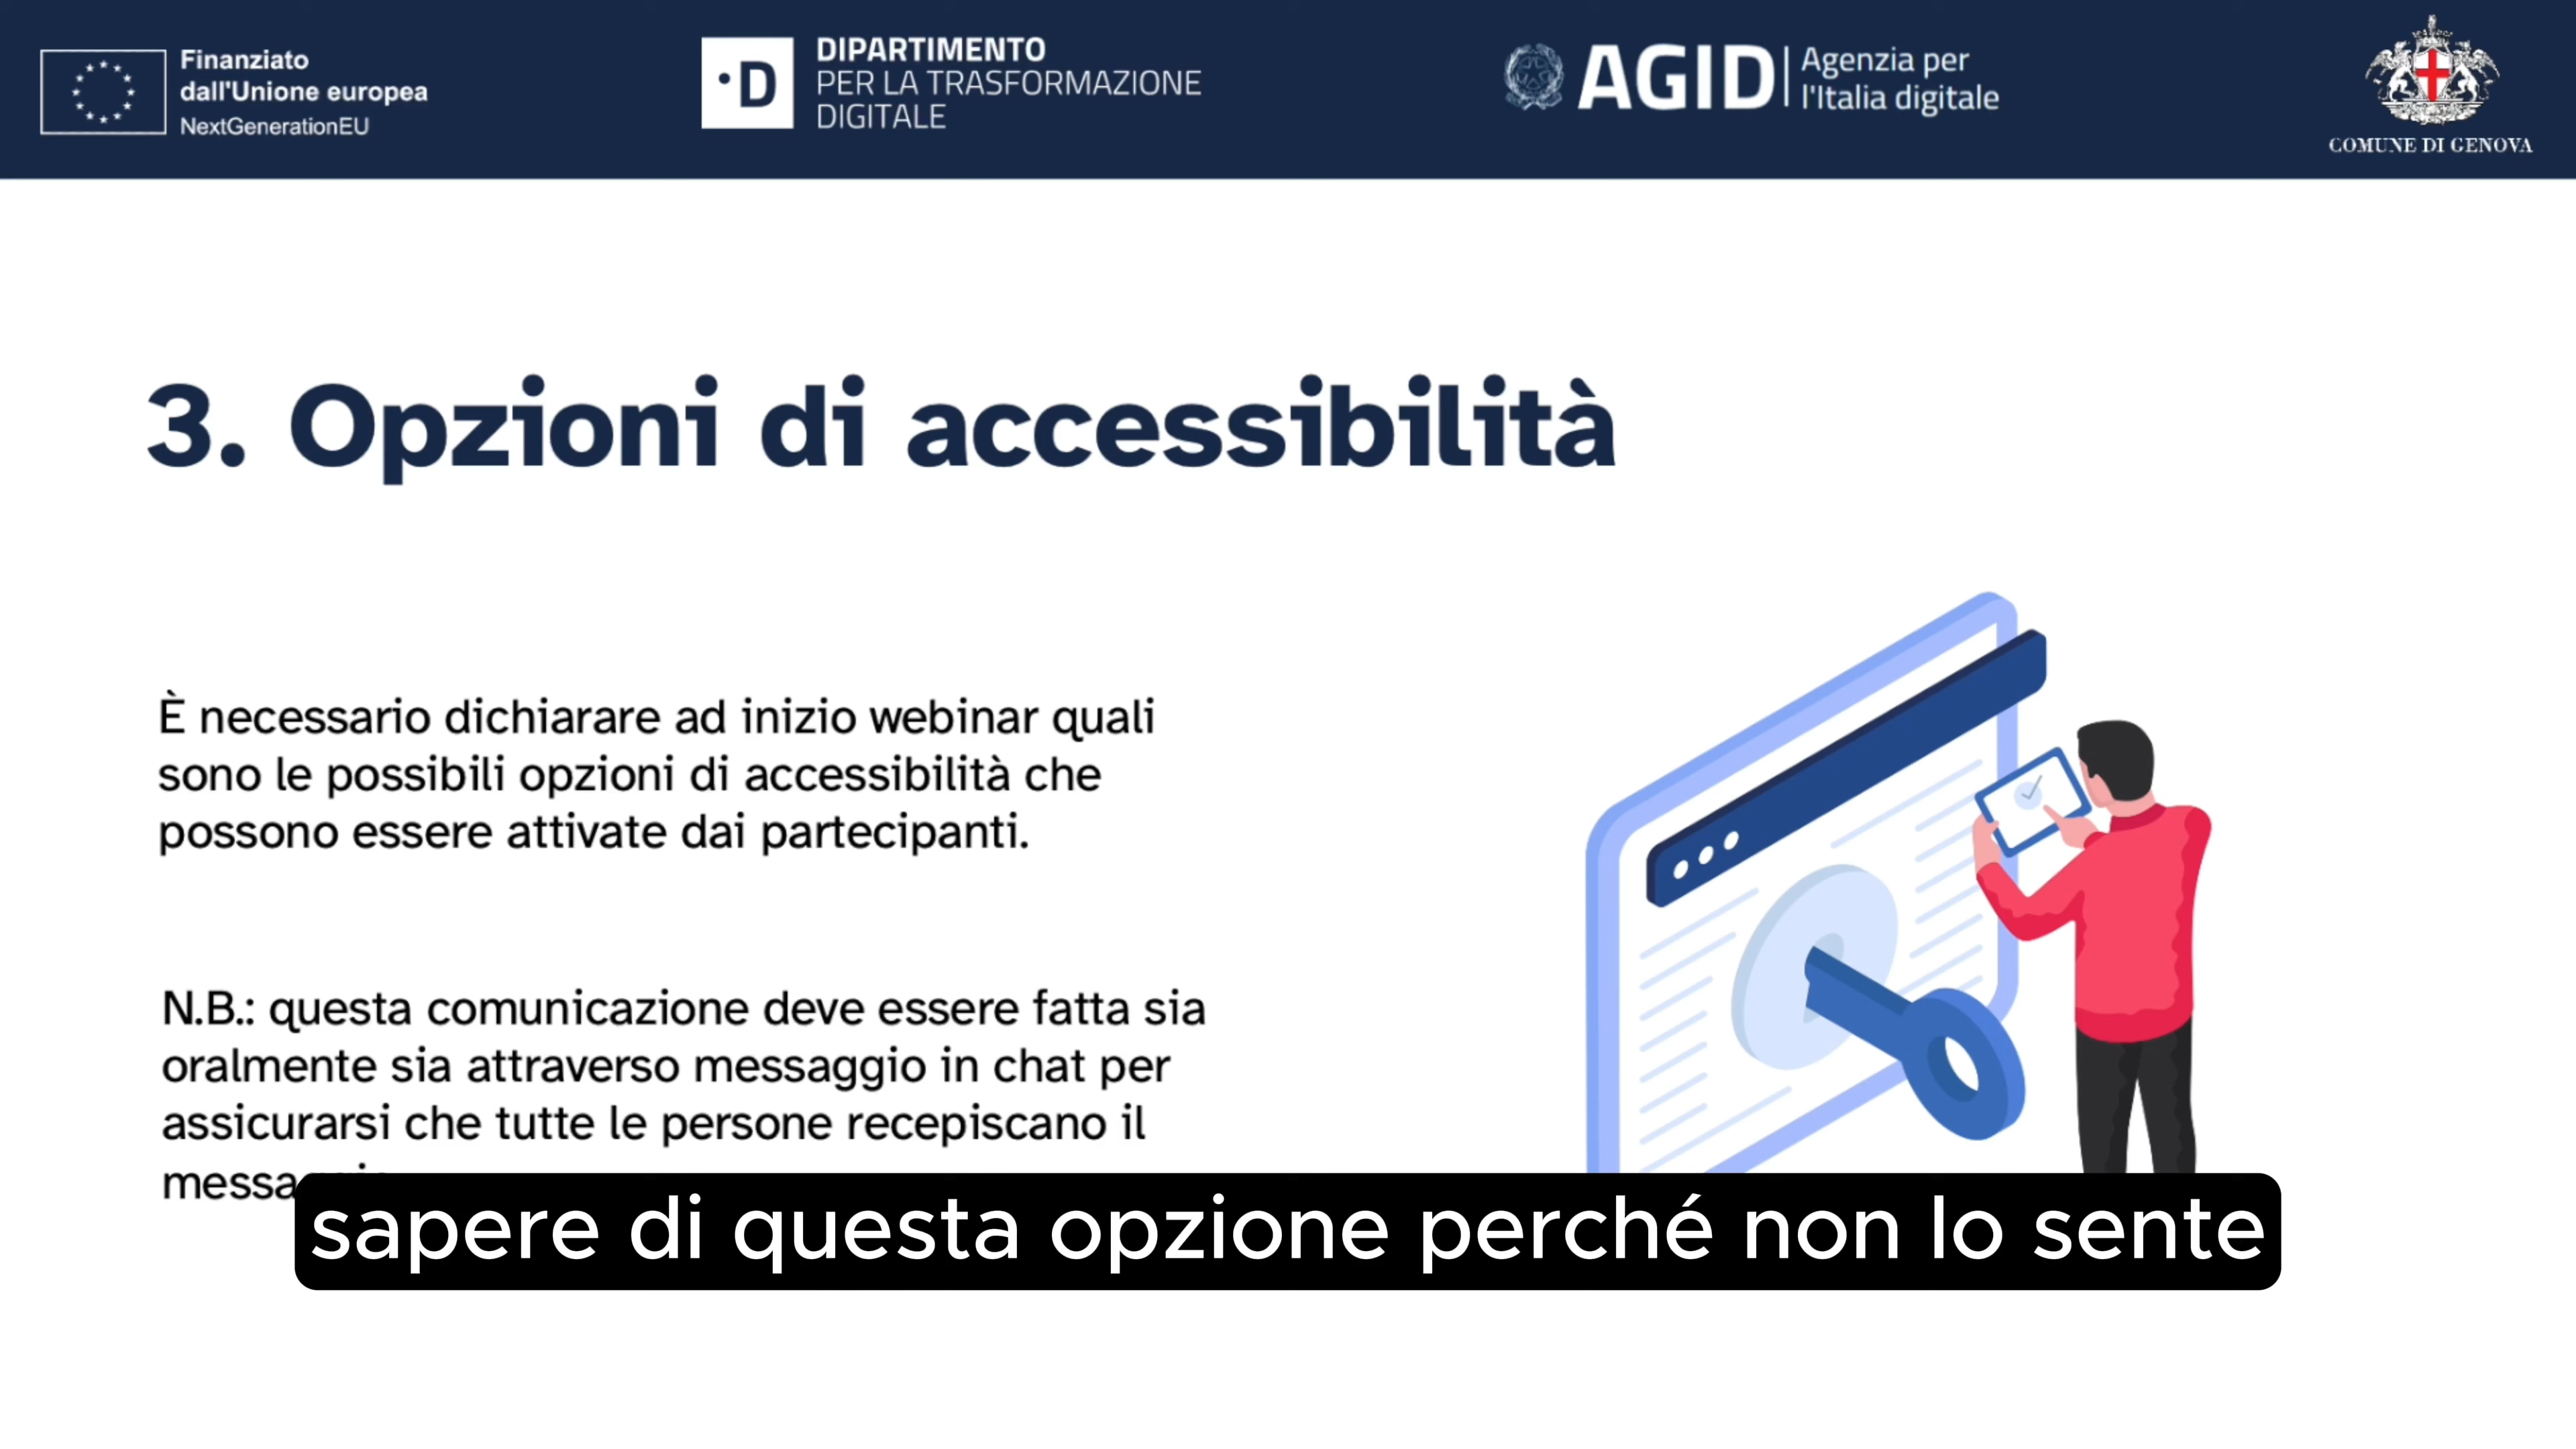 Finanziato
dall'Unione europea
NextGenerationEU
·D
DIPARTIMENTO
PER LA TRASFORMAZIONE
DIGITALE
AGID
Agenzia per
l'Italia digitale
COMUNE DI GENOVA
3. Opzioni di accessibilità
È necessario dichiarare ad inizio webinar quali
sono le possibili opzioni di accessibilità che
possono essere attivate dai partecipanti.
N.B.: questa comunicazione deve essere fatta sia
oralmente sia attraverso messaggio in chat per
assicurarsi che tutte le persone recepiscano il
sapere di questa opzione perché non lo sente